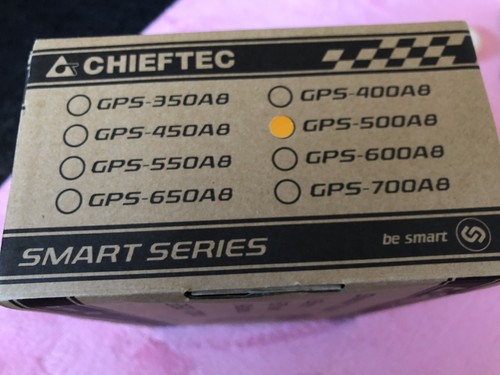 CHIEFTEC
GPS-350A8 GPS-400A8
GPS-450A8 GPS-500A8
GPS-550A8 GPS-600A8
GPS-650A8 GPS-700A8
SMART SERIES be smart